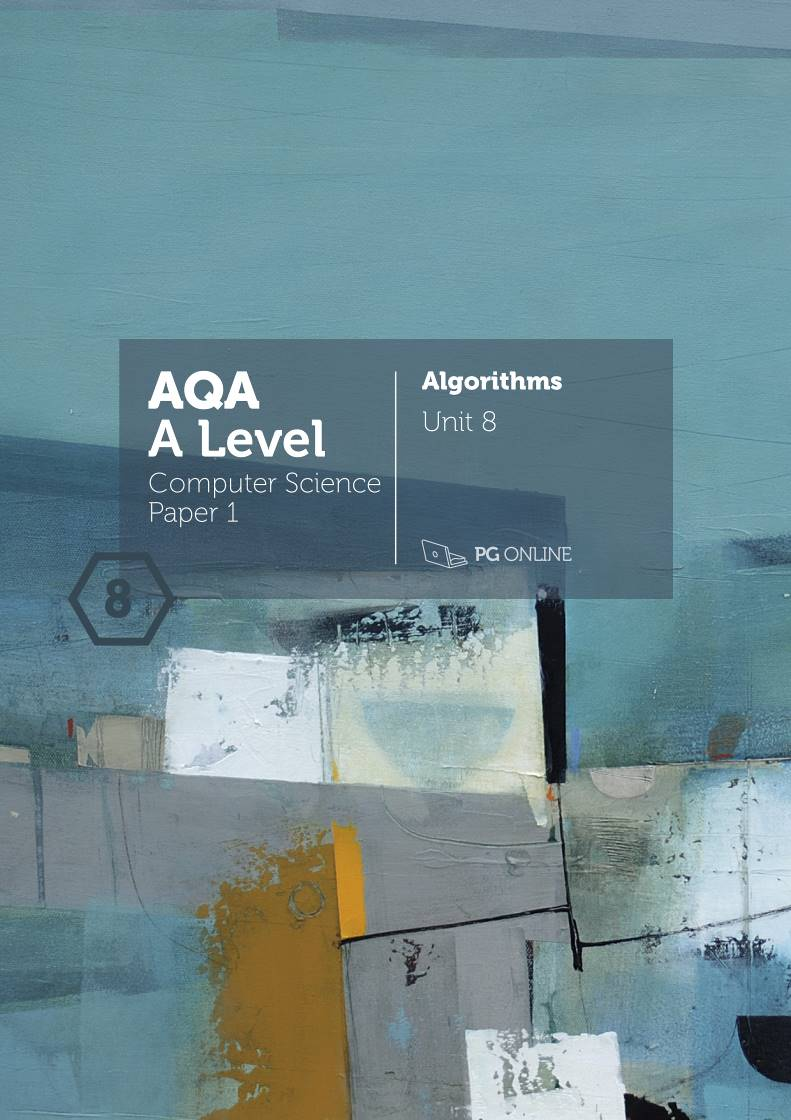 AQA
A Level
Computer Science
Paper 1
Algorithms
Unit 8
PG ONLINE
8